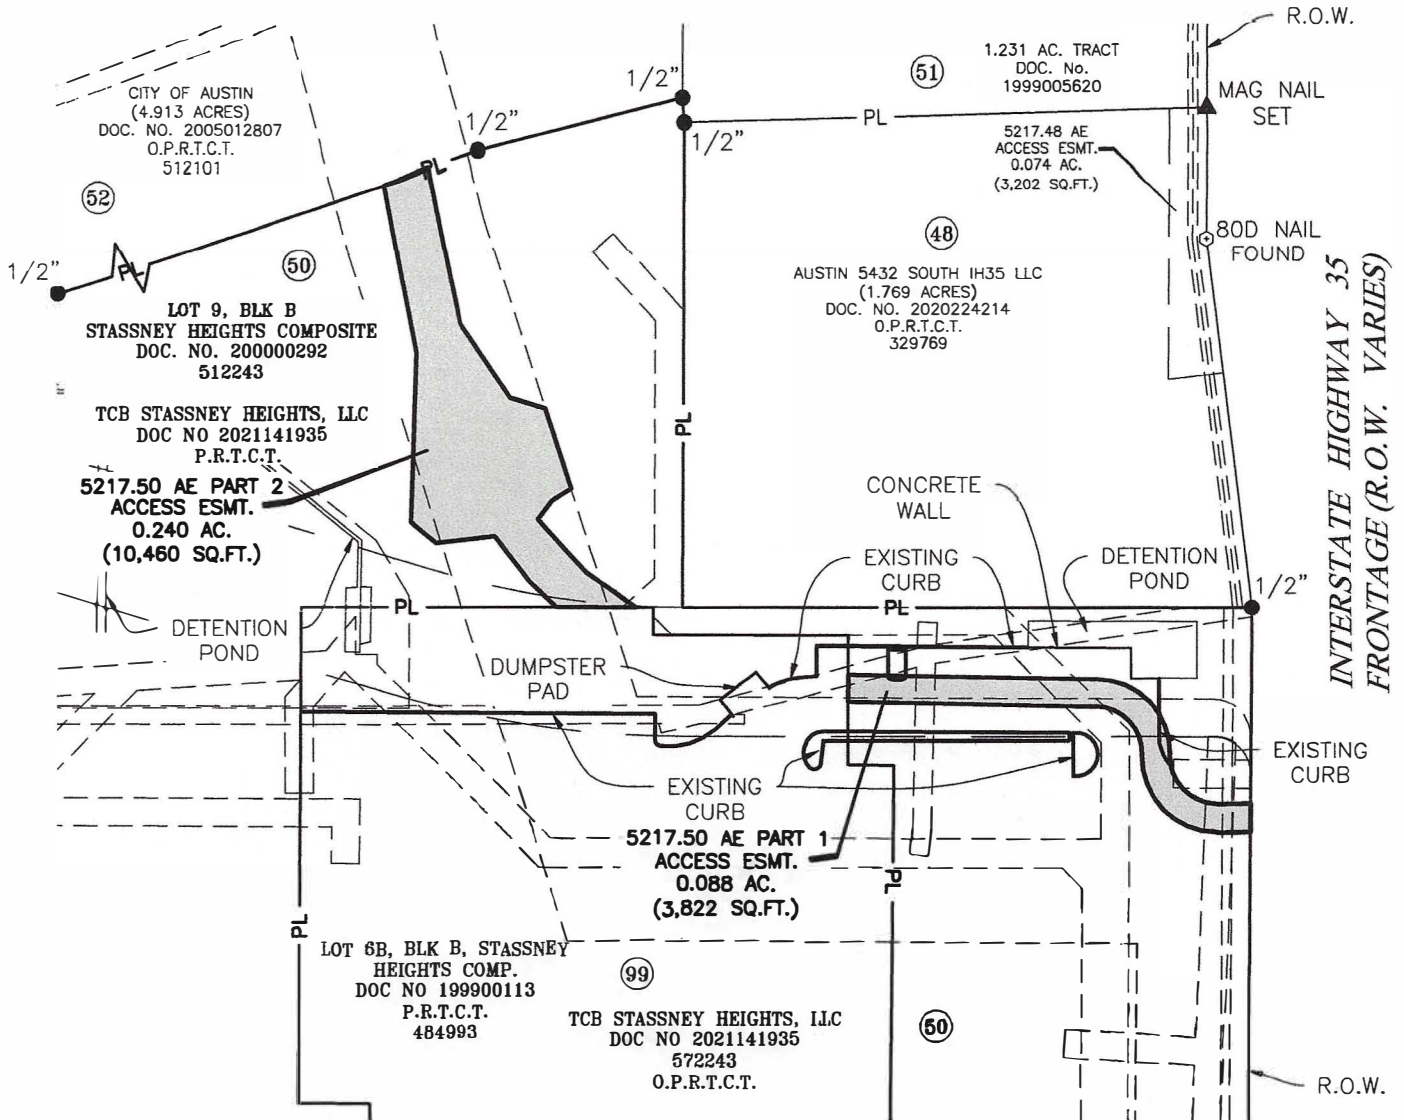 R.O.W.
CITY OF AUSTIN
(4.913 ACRES)
DOC. NO. 2005012807
O.P.R.T.C.T.
512101
52
1/2"
1/2"
1/2"
1/2"
PL
PL
51
1.231 AC. TRACT
DOC. No.
1999005620
PL
MAG NAIL
SET
5217.48 AE
ACCESS ESMT.
0.074 AC.
(3,202 SQ.FT.)
80D NAIL
FOUND
50
LOT 9, BLK B
STASSNEY HEIGHTS COMPOSITE
DOC. NO. 200000292
512243
TCB STASSNEY HEIGHTS, LLC
DOC NO 2021141935
P.R.T.C.T.
5217.50 AE PART 2
ACCESS ESMT.
0.240 AC.
(10,460 SQ.FT.)
48
AUSTIN 5432 SOUTH IH35 LLC
(1.769 ACRES)
DOC. NO. 2020224214
O.P.R.T.C.T.
329769
PL
INTERSTATE HIGHWAY 35
FRONTAGE (R.O.W. VARIES)
CONCRETE
WALL
EXISTING
CURB
DETENTION
POND
1/2"
PL
PL
DETENTION
POND
DUMPSTER
PAD
EXISTING
CURB
EXISTING
CURB
5217.50 AE PART 1
ACCESS ESMT.
0.088 AC.
(3,822 SQ.FT.)
PL
PL
LOT 6B, BLK B, STASSNEY
HEIGHTS COMP.
DOC NO 199900113
P.R.T.C.T.
484993
99
TCB STASSNEY HEIGHTS, LLC
DOC NO 2021141935
572243
O.P.R.T.C.T.
50
R.O.W.